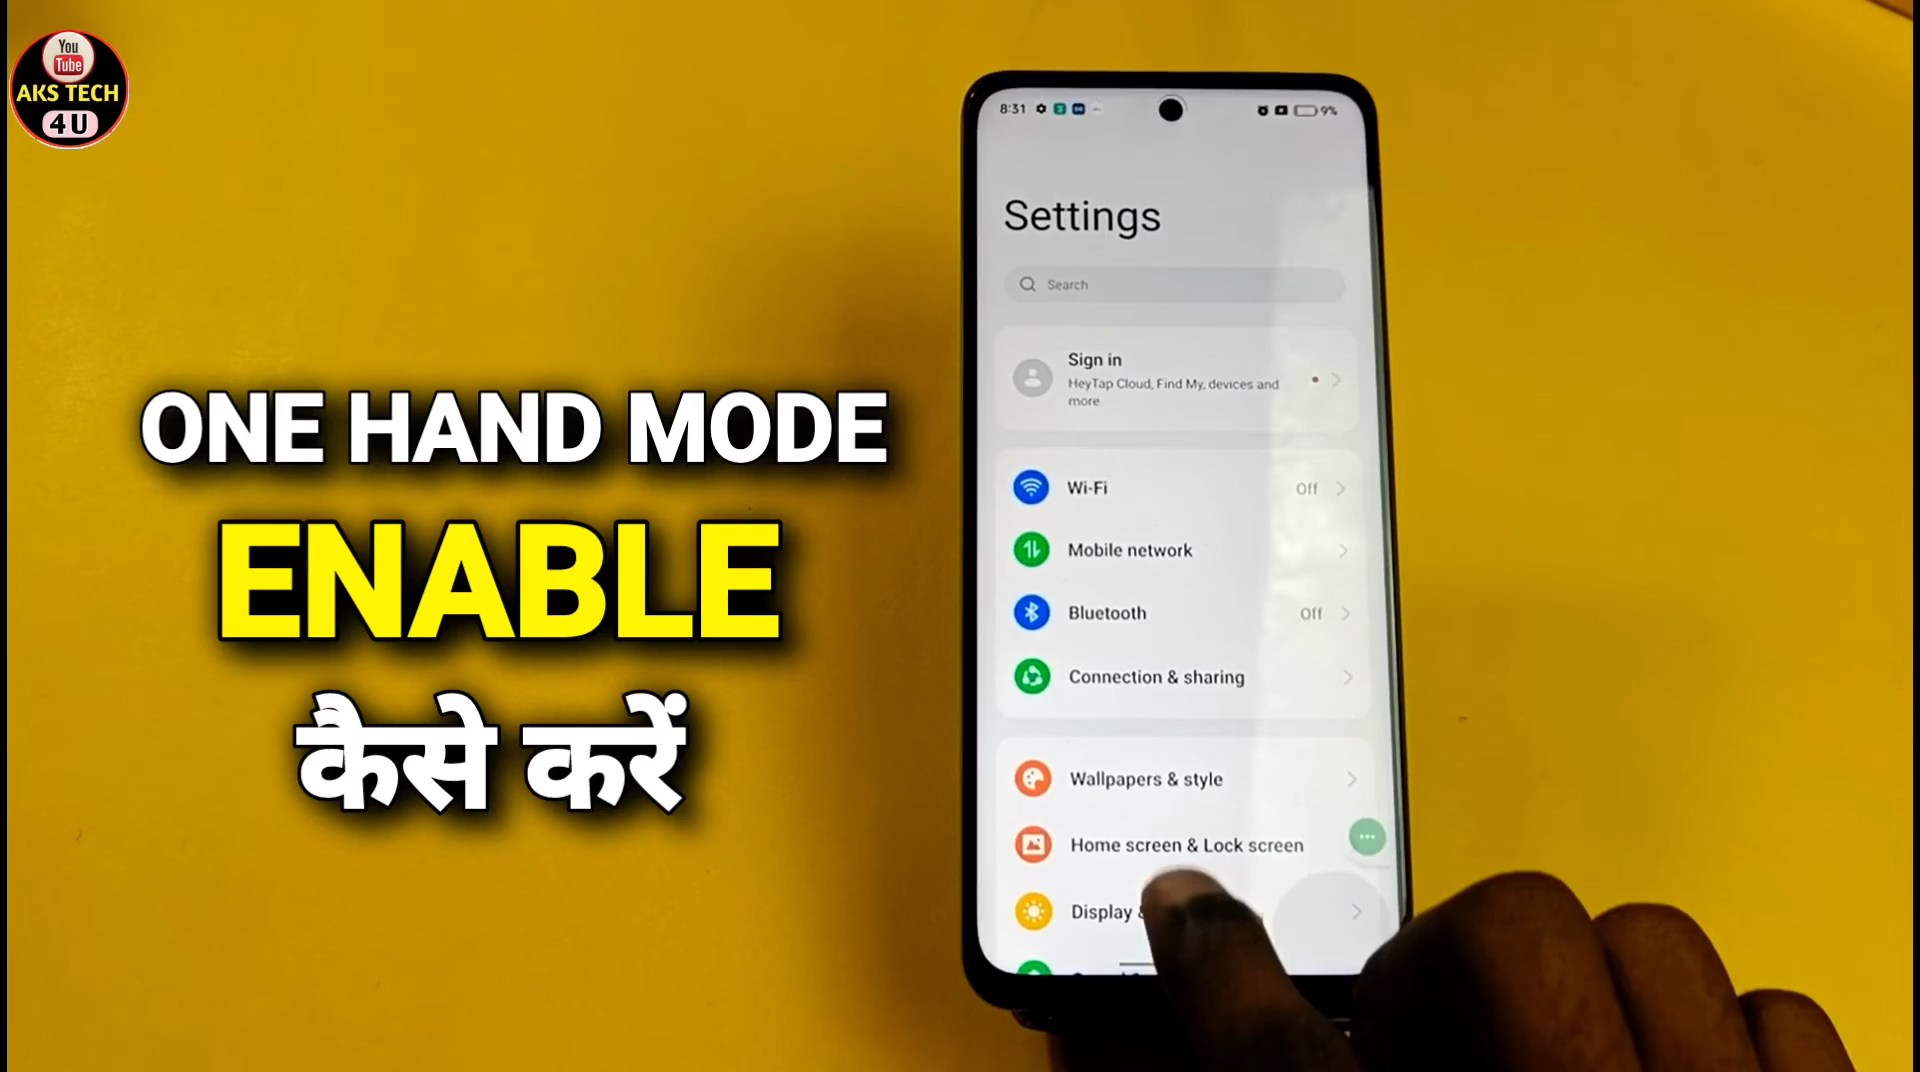 You
Tube
AKS TECH
4U
ONE HAND MODE
ENABLE
कैसे करें
8:31
9%
Settings
Search
Sign in
HeyTap Cloud, Find My, devices and
more
Wi-Fi Off
Mobile network
Bluetooth Off
Connection & sharing
Wallpapers & style
Home screen & Lock screen
Display